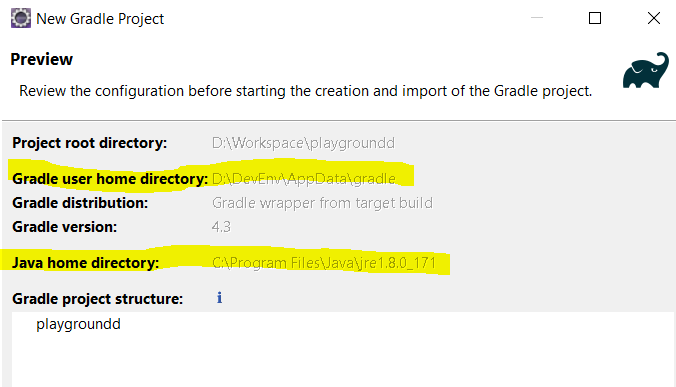 New Gradle Project
Preview
Review the configuration before starting the creation and import of the Gradle project.
Project root directory: D:\Workspace\playgroundd
Gradle user home directory: D:\DevEnv\AppData\gradle
Gradle distribution: Gradle wrapper from target build
Gradle version: 4.3
Java home directory: C:\Program Files\Java\jre1.8.0_171
Gradle project structure: i
playgroundd